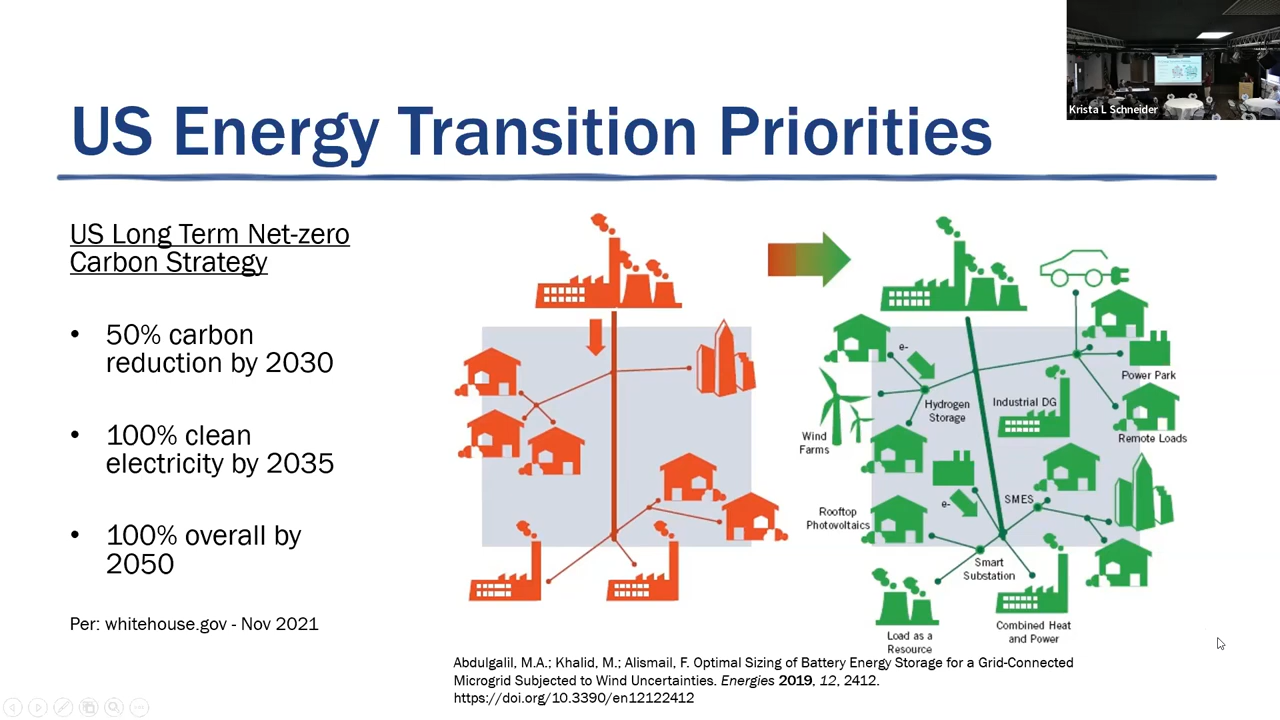 US Energy Transition Priorities
Krista L Schneider
US Long Term Net-zero
Carbon Strategy
• 50% carbon
reduction by 2030
• 100% clean
electricity by 2035
• 100% overall by
2050
Per: whitehouse.gov - Nov 2021
e-
Hydrogen
Storage
Industrial DG
Power Park
Remote Loads
Wind
Farms
SMES
e-
Rooftop
Photovoltaics
Smart
Substation
Combined Heat
and Power
Load as a
Resource
Abdulgalil, M.A.; Khalid, M.; Alismail, F. Optimal Sizing of Battery Energy Storage for a Grid-Connected
Microgrid Subjected to Wind Uncertainties. Energies 2019, 12, 2412.
https://doi.org/10.3390/en12122412